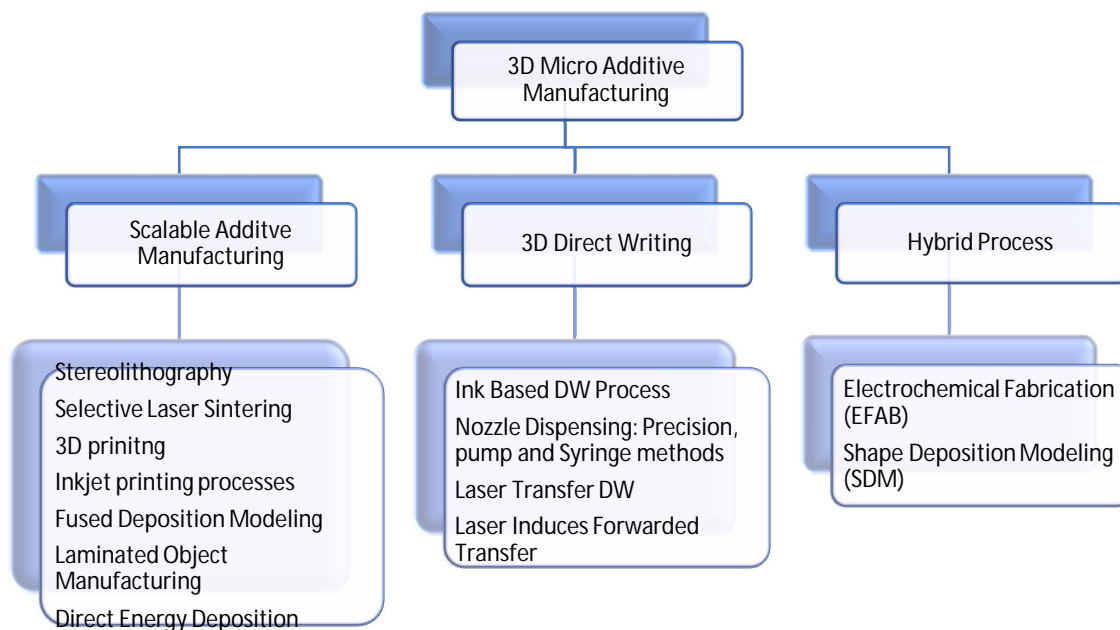 3D Micro Additive
Manufacturing
Scalable Additve
Manufacturing
3D Direct Writing
Hybrid Process
Stereolithography
Selective Laser Sintering
3D prinitng
Inkjet printing processes
Fused Deposition Modeling
Laminated Object
Manufacturing
Direct Energy Deposition
Ink Based DW Process
Nozzle Dispensing: Precision,
pump and Syringe methods
Laser Transfer DW
Laser Induces Forwarded
Transfer
Electrochemical Fabrication
(EFAB)
Shape Deposition Modeling
(SDM)